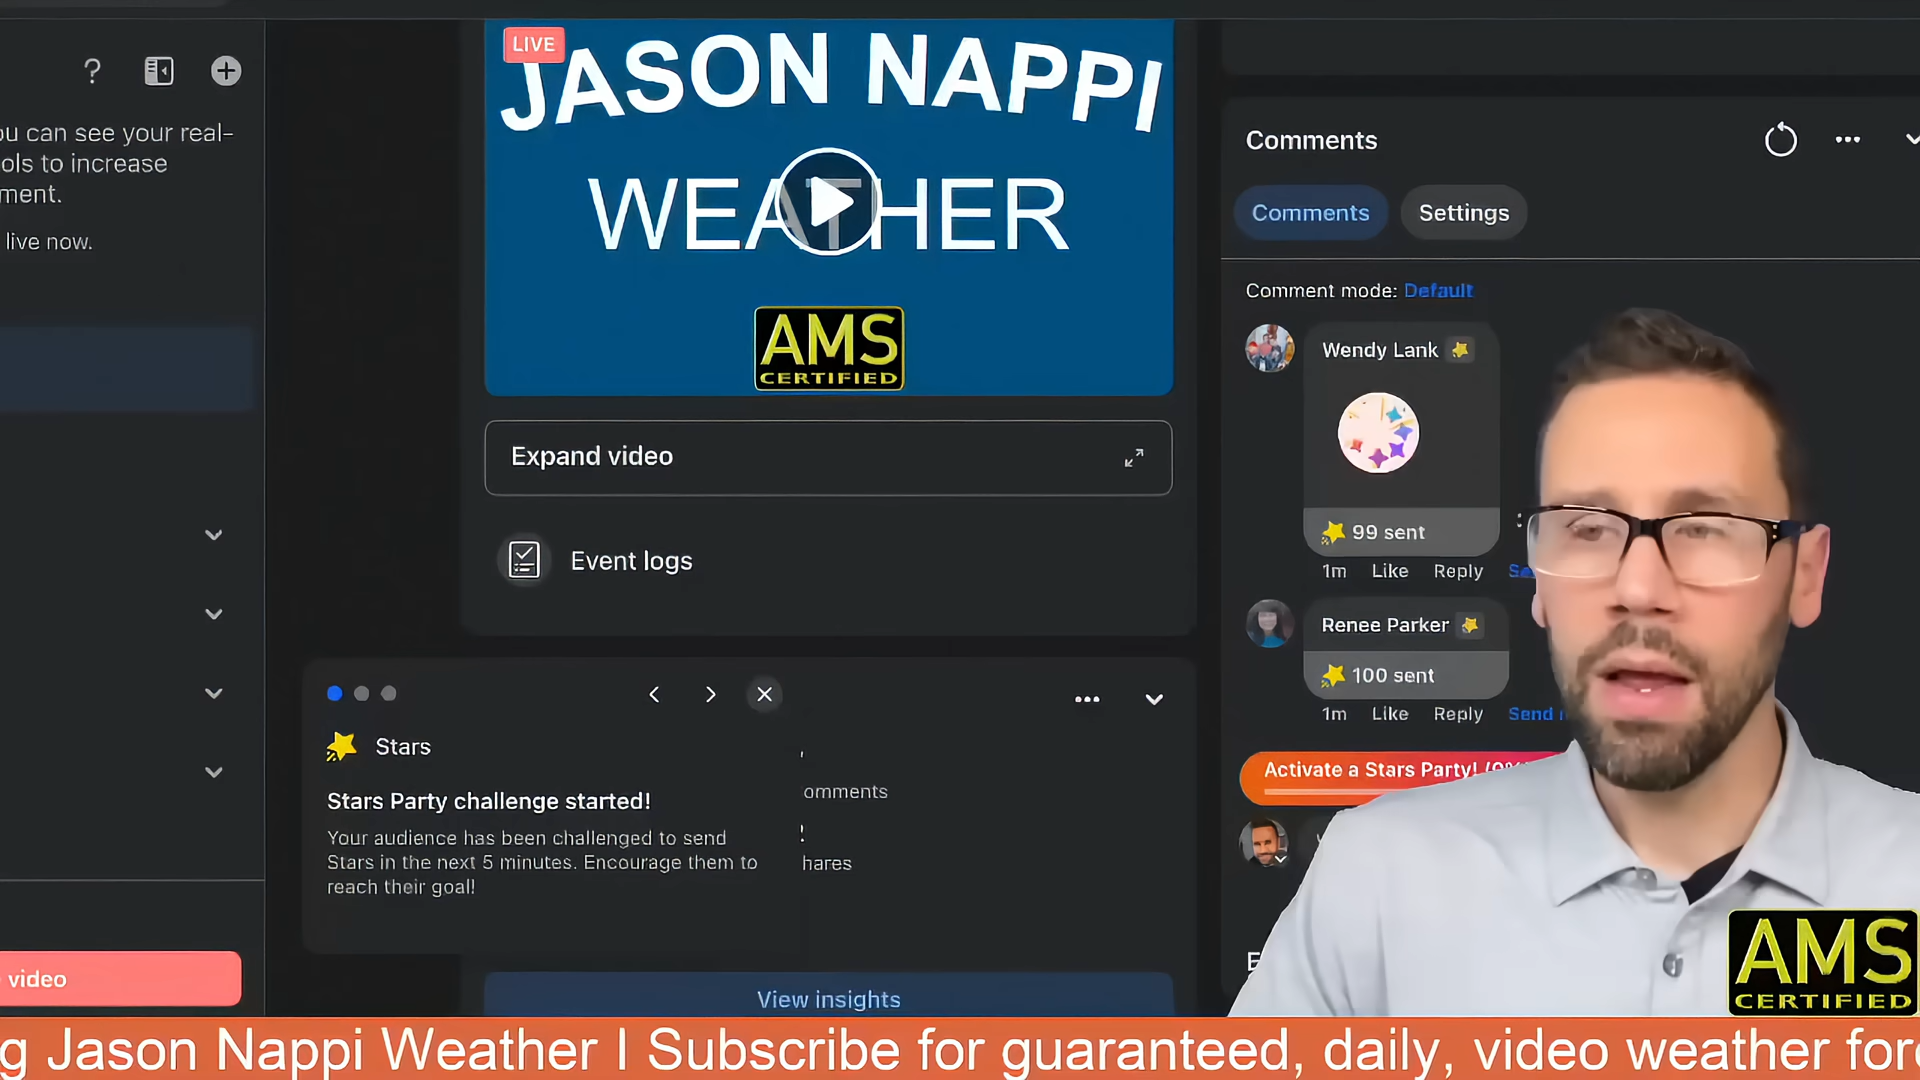 ou can see your real-
ols to increase
ment.
live now.
video
LIVE
JASON NAPPI
WEATHER
AMS
CERTIFIED
Expand video
Event logs
Stars
Stars Party challenge started!
Your audience has been challenged to send
Stars in the next 5 minutes. Encourage them to
reach their goal!
omments
hares
View insights
Comments
Comments Settings
Comment mode: Default
Wendy Lank
99 sent
1m Like Reply
Renee Parker
100 sent
1m Like Reply Send
Activate a Stars Party!
AMS
CERTIFIED
g Jason Nappi Weather I Subscribe for guaranteed, daily, video weather for